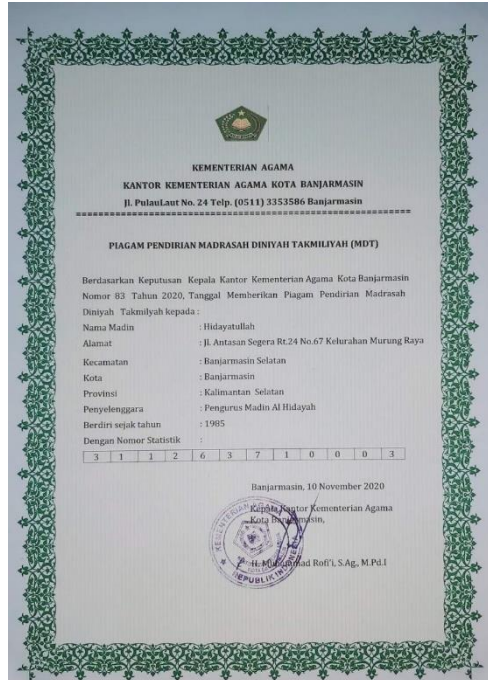 KEMENTERIAN AGAMA
KANTOR KEMENTERIAN AGAMA KOTA BANJARMASIN
Jl. PulauLaut No. 24 Telp. (0511) 3353586 Banjarmasin
PIAGAM PENDIRIAN MADRASAH DINIYAH TAKMILIYAH (MDT)
Berdasarkan Keputusan Kepala Kantor Kementerian Agama Kota Banjarmasin
Nomor 83 Tahun 2020, Tanggal Memberikan Piagam Pendirian Madrasah
Diniyah Takmilyah kepada :
Nama Madin : Hidayatullah
Alamat : Jl. Antasan Segera Rt.24 No.67 Kelurahan Murung Raya
Kecamatan : Banjarmasin Selatan
Kota : Banjarmasin
Provinsi : Kalimantan Selatan
Penyelenggara : Pengurus Madin Al Hidayah
Berdiri sejak tahun : 1985
Dengan Nomor Statistik :
3 1 1 2 6 3 7 1 0 0 0 3
Banjarmasin, 10 November 2020
Kepala Kantor Kementerian Agama
Kota Banjarmasin,
KEMENTERIAN AGAMA
REPUBLIK INDONESIA
H. Muhammad Rofi'i, S.Ag., M.Pd.I